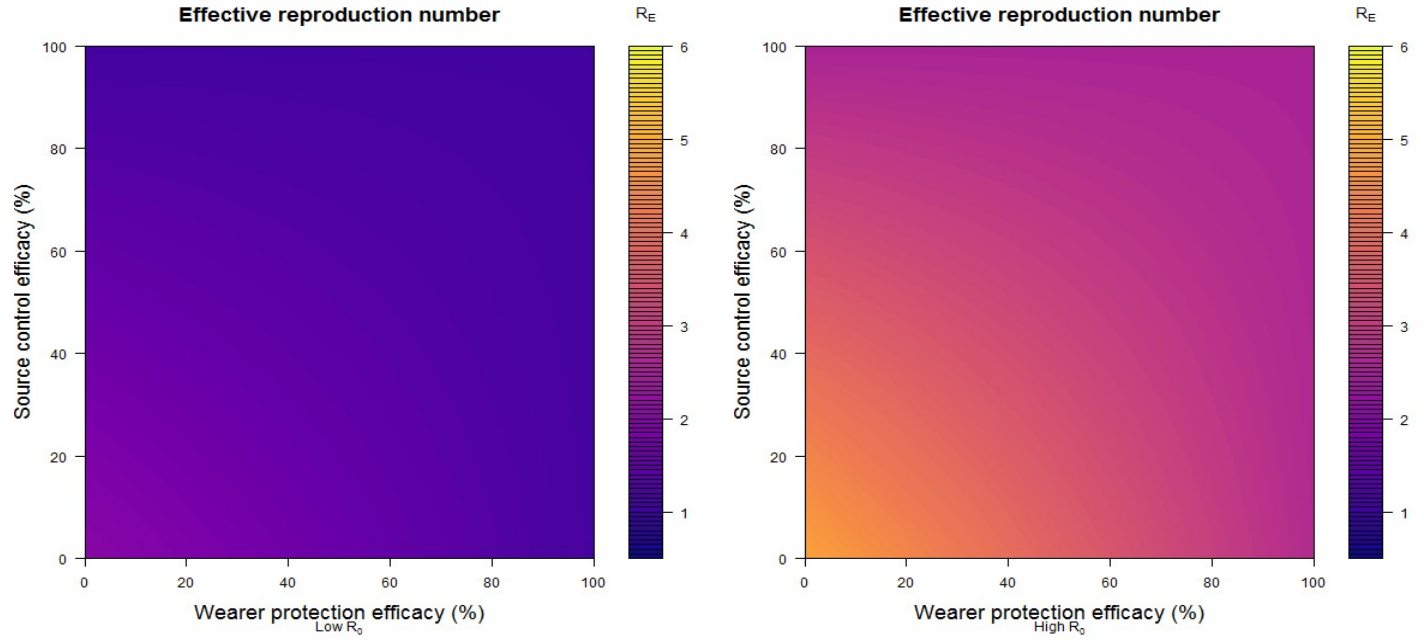 Effective reproduction number
R_E
100
80
60
40
20
0
Source control efficacy (%)
6
5
4
3
2
1
0 20 40 60 80 100
Wearer protection efficacy (%)
Low R₀
Effective reproduction number
R_E
100
80
60
40
20
0
Source control efficacy (%)
6
5
4
3
2
1
0 20 40 60 80 100
Wearer protection efficacy (%)
High R₀